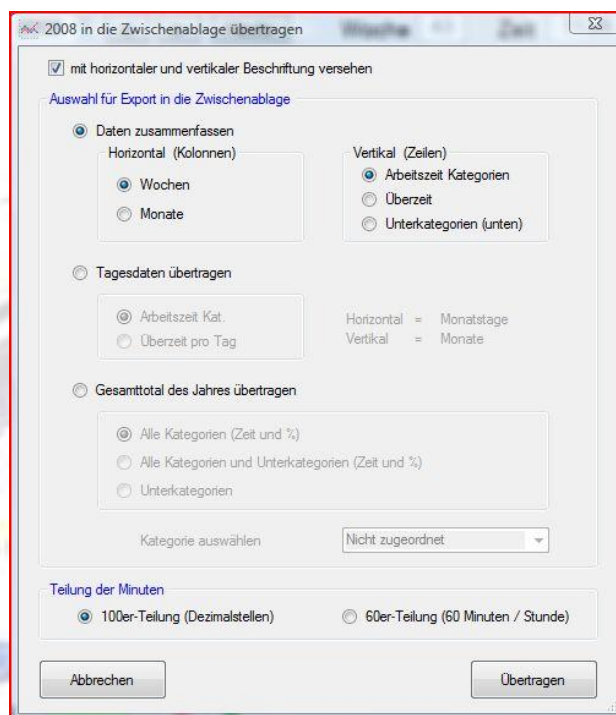 2008 in die Zwischenablage übertragen
mit horizontaler und vertikaler Beschriftung versehen
Auswahl für Export in die Zwischenablage
Daten zusammenfassen
Horizontal (Kolonnen)
Wochen
Monate
Vertikal (Zeilen)
Arbeitszeit Kategorien
Überzeit
Unterkategorien (unten)
Tagesdaten übertragen
Arbeitszeit Kat.
Überzeit pro Tag
Horizontal = Monatstage
Vertikal = Monate
Gesamttotal des Jahres übertragen
Alle Kategorien (Zeit und %)
Alle Kategorien und Unterkategorien (Zeit und %)
Unterkategorien
Kategorie auswählen Nicht zugeordnet
Teilung der Minuten
100er-Teilung (Dezimalstellen) 60er-Teilung (60 Minuten / Stunde)
Abbrechen Übertragen